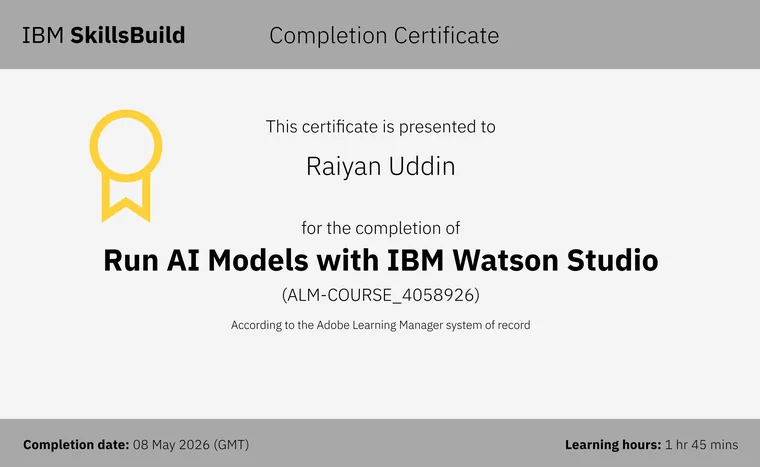 IBM SkillsBuild
Completion Certificate
This certificate is presented to
Raiyan Uddin
for the completion of
Run AI Models with IBM Watson Studio
(ALM-COURSE_4058926)
According to the Adobe Learning Manager system of record
Completion date: 08 May 2026 (GMT)
Learning hours: 1 hr 45 mins